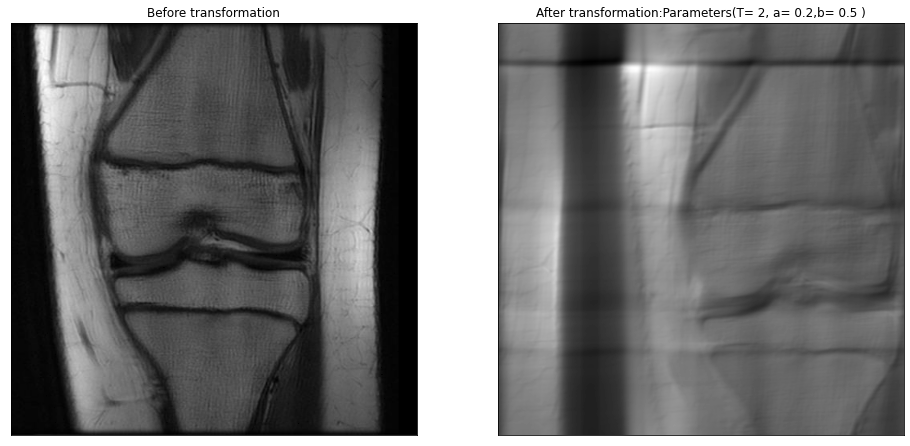 Before transformation
After transformation:Parameters(T= 2, a= 0.2,b= 0.5 )